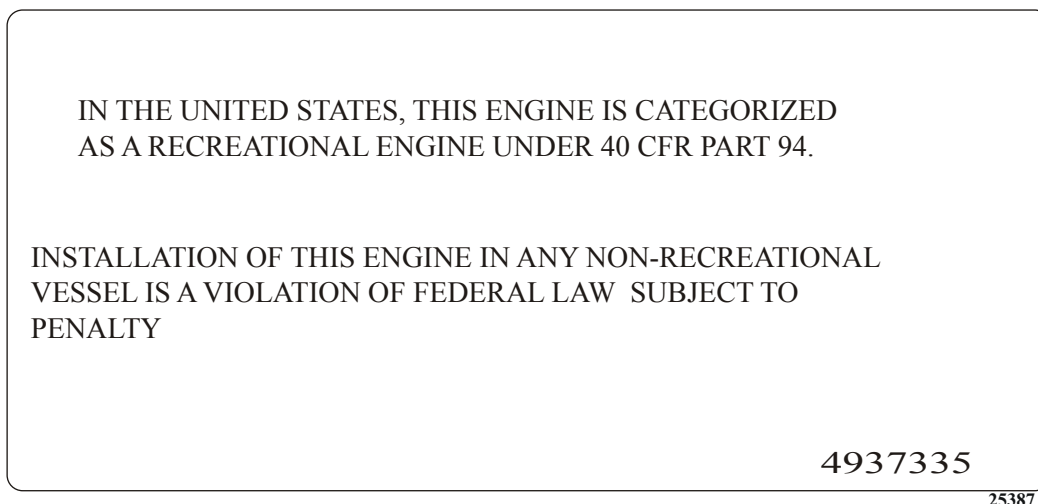 IN THE UNITED STATES, THIS ENGINE IS CATEGORIZED
AS A RECREATIONAL ENGINE UNDER 40 CFR PART 94.
INSTALLATION OF THIS ENGINE IN ANY NON-RECREATIONAL
VESSEL IS A VIOLATION OF FEDERAL LAW  SUBJECT TO
PENALTY
4937335
25387